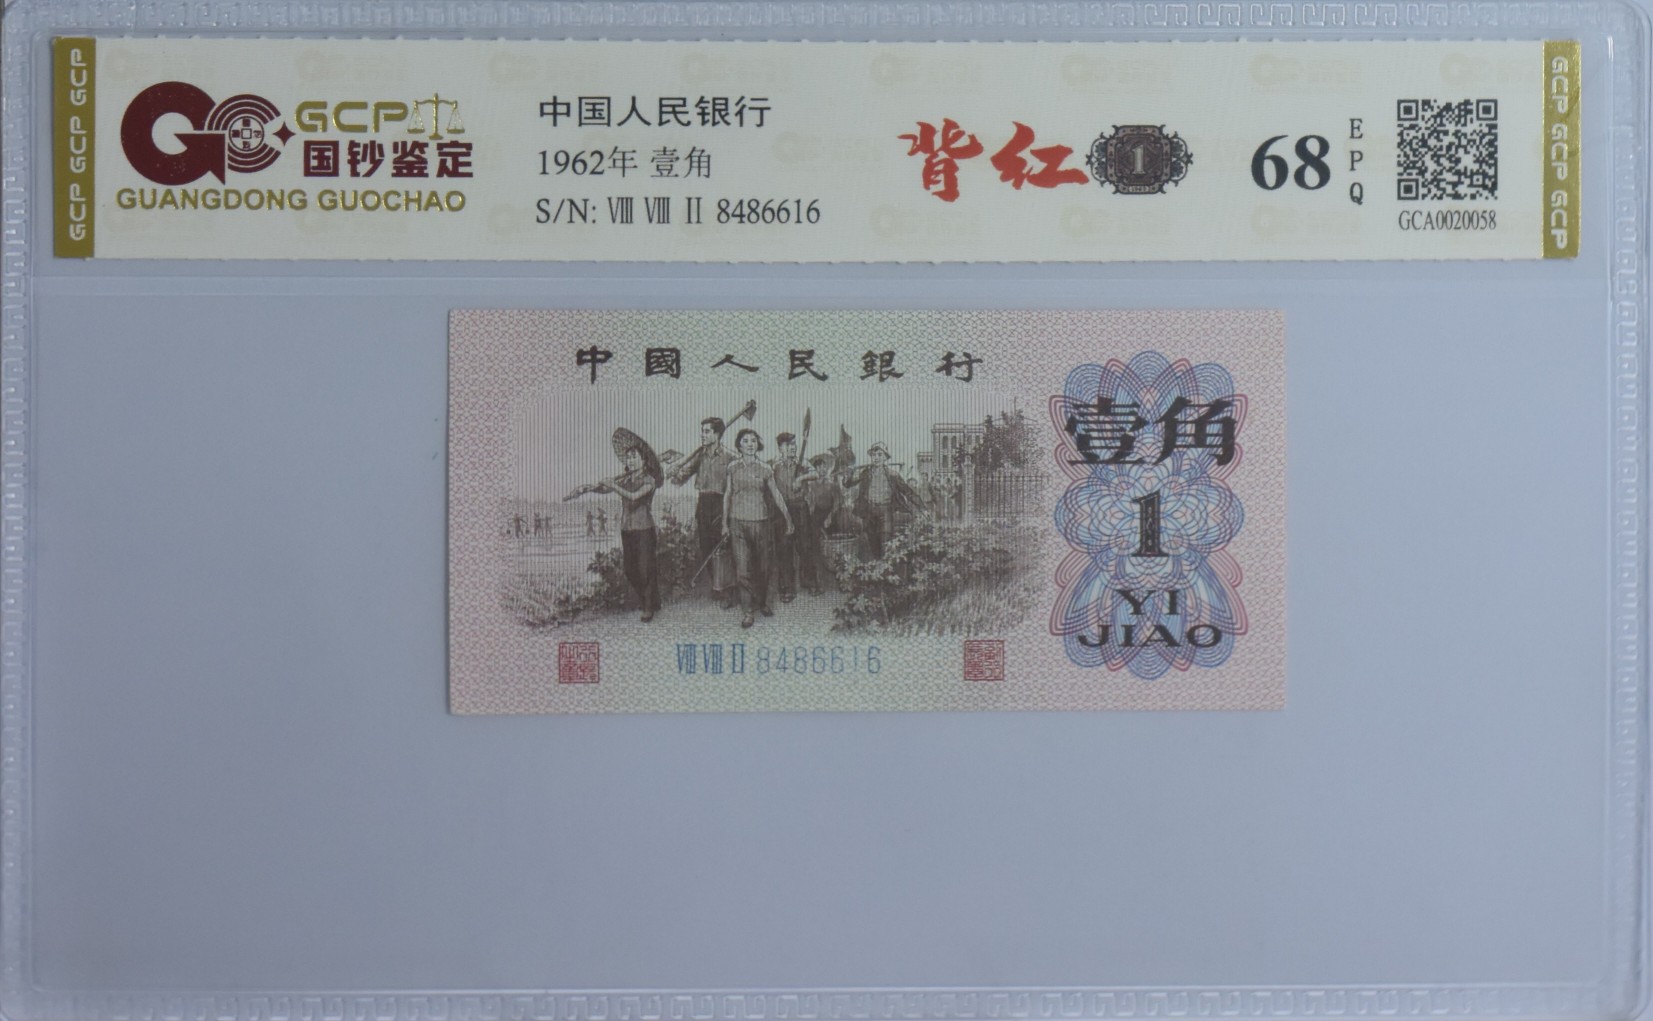 GCP GCP GCP
GCP
国钞鉴定
GUANGDONG GUOCHAO
中国人民银行
1962年 壹角
S/N: Ⅷ Ⅷ Ⅱ 8486616
背红
1
68
EPQ
GCA0020058
GCP GCP GCP
中國人民銀行
壹角
1
YI
JIAO
Ⅷ Ⅷ Ⅱ 8486616